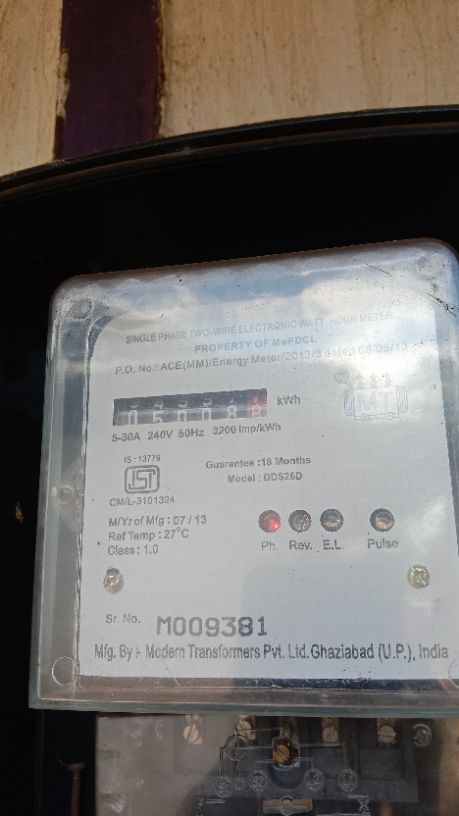 SINGLE PHASE TWO-WIRE ELECTRONIC WATT-HOUR METER
PROPERTY OF MePDCL
P.O. No.: ACE(MM)/Energy Meter/2013/3 dated 06/05/13
05008 kWh
5-30A 240V 50Hz 3200 Imp/kWh
IS : 13779
CM/L-3101324
Guarantee :18 Months
Model : DDS26D
MT
M/Yr of Mfg : 07 / 13
Ref Temp : 27°C
Class : 1.0
Ph. Rev. E.L. Pulse
Sr. No. M009381
Mfg. By :- Modern Transformers Pvt. Ltd. Ghaziabad (U.P.), India